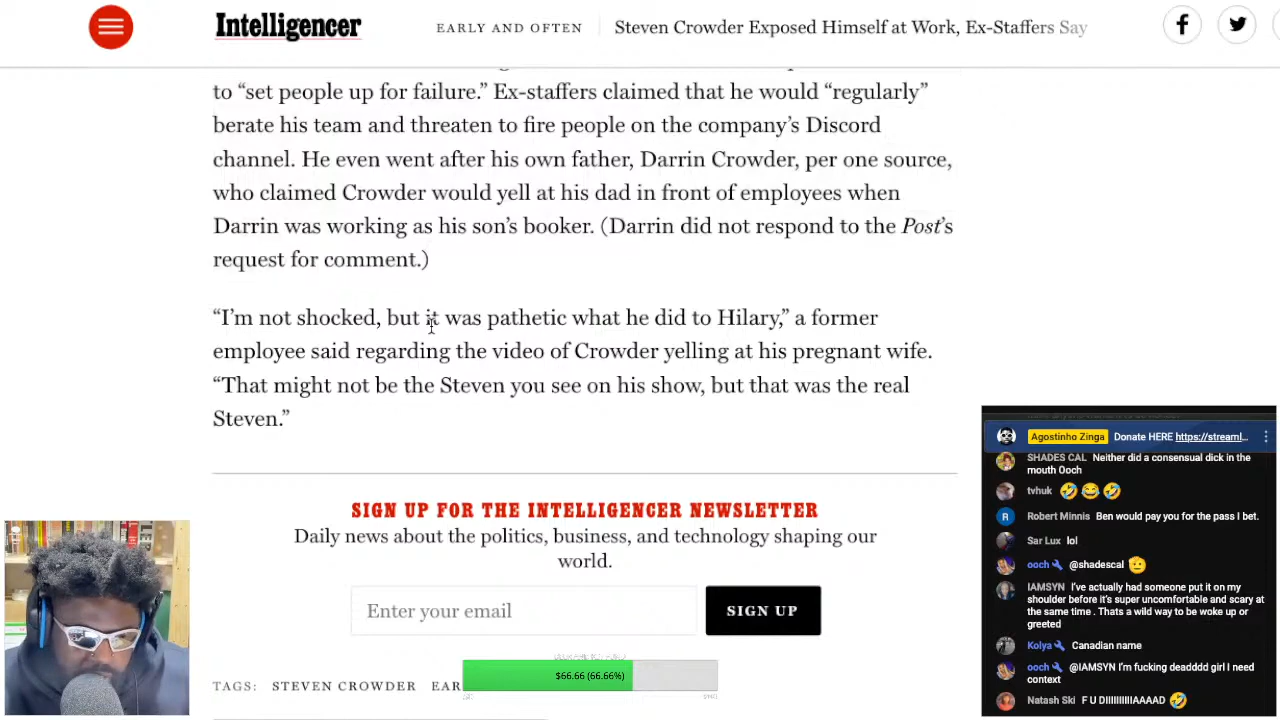 Intelligencer
EARLY AND OFTEN
Steven Crowder Exposed Himself at Work, Ex-Staffers Say
to “set people up for failure.” Ex-staffers claimed that he would “regularly”
berate his team and threaten to fire people on the company’s Discord
channel. He even went after his own father, Darrin Crowder, per one source,
who claimed Crowder would yell at his dad in front of employees when
Darrin was working as his son’s booker. (Darrin did not respond to the Post’s
request for comment.)
“I’m not shocked, but it was pathetic what he did to Hilary,” a former
employee said regarding the video of Crowder yelling at his pregnant wife.
“That might not be the Steven you see on his show, but that was the real
Steven.”
SIGN UP FOR THE INTELLIGENCER NEWSLETTER
Daily news about the politics, business, and technology shaping our
world.
Enter your email
SIGN UP
$66.66 (66.66%)
TAGS: STEVEN CROWDER EAR
Agostinho Zinga Donate HERE https://streaml...
SHADES CAL Neither did a consensual dick in the
mouth Ooch
tvhuk 🤣😂🤣
Robert Minnis Ben would pay you for the pass I bet.
Sar Lux lol
ooch @shadescal 🫡
IAMSYN I’ve actually had someone put it on my
shoulder before it’s super uncomfortable and scary at
the same time . Thats a wild way to be woke up or
greeted
Kolya Canadian name
ooch @IAMSYN I’m fucking deadddd girl I need
context
Natash Ski F U DIIIIIIIIIIAAAAD 🤣